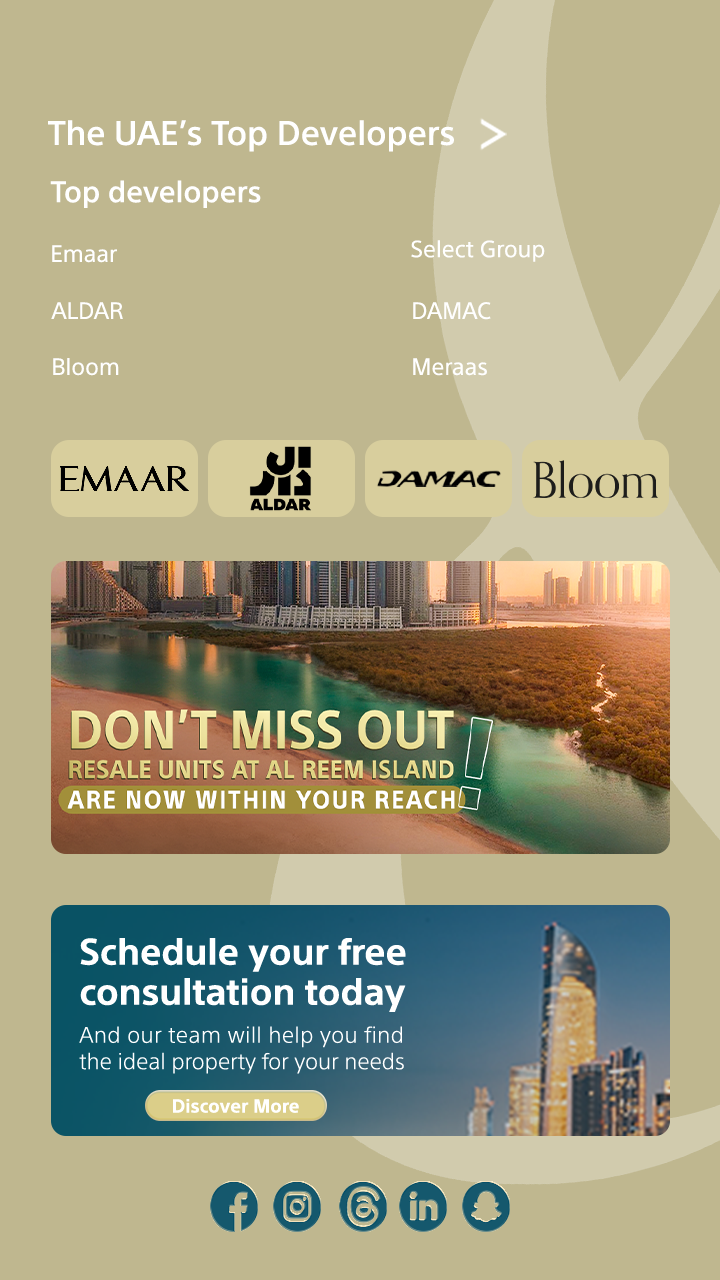 The UAE's Top Developers >
Top developers
Emaar
Select Group
ALDAR
DAMAC
Bloom
Meraas
EMAAR
الدار
ALDAR
DAMAC
Bloom
DON'T MISS OUT
RESALE UNITS AT AL REEM ISLAND
ARE NOW WITHIN YOUR REACH!
Schedule your free
consultation today
And our team will help you find
the ideal property for your needs
Discover More